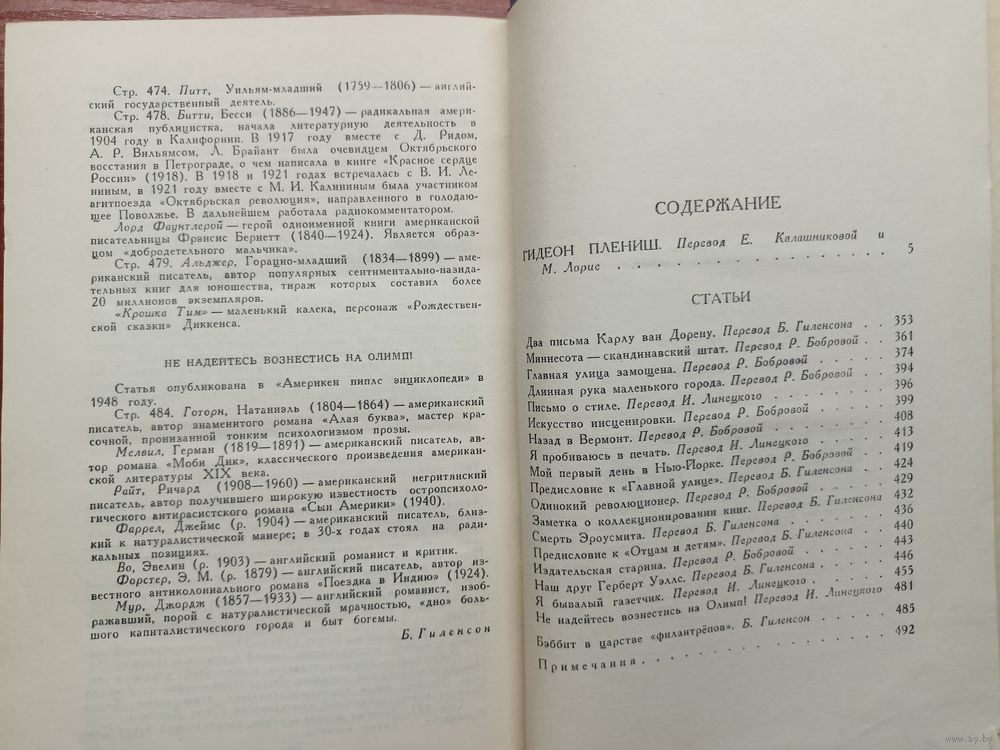 Стр. 474. Питт, Уильям-младший (1759—1806) — английский
ский государственный деятель.
Стр. 478. Битти, Бесси (1886—1947) — радикальная амери-
канская публицистка, начала литературную деятельность в
1904 году в Калифорнии. В 1917 году вместе с Д. Ридом,
А. Р. Вильямсом, Л. Брайант была очевидцем Октябрьского
восстания в Петрограде, о чем написала в книге «Красное сердце
России» (1918). В 1918 и 1921 годах встречалась с В. И. Ле-
ниным, в 1921 году вместе с М. И. Калининым была участником
агитпоезда «Октябрьская революция», направленного в голодаю-
щее Поволжье. В дальнейшем работала радиокомментатором.
Лорд Фаунтлерой — герой одноименной книги американской
писательницы Франсис Бернетт (1840—1924). Является образ-
цом «добродетельного мальчика».
Стр. 479. Альджер, Горацио-младший (1834—1899) — аме-
риканский писатель, автор популярных сентиментально-назида-
тельных книг для юношества, тираж которых составил более
20 миллионов экземпляров.
«Крошка Тим» — маленький калека, персонаж «Рождествен-
ской сказки» Диккенса.
НЕ НАДЕЙТЕСЬ ВОЗНЕСТИСЬ НА ОЛИМП!
Статья опубликована в «Америкен пиплс энциклопеди» в
1948 году.
Стр. 484. Готорн, Натаниэль (1804—1864) — американский
писатель, автор знаменитого романа «Алая буква», мастер кра-
сочной, пронизанной тонким психологизмом прозы.
Мелвил, Герман (1819—1891) — американский писатель, ав-
тор романа «Моби Дик», классического произведения американ-
ской литературы XIX века.
Райт, Ричард (1908—1960) — американский негритянский
писатель, автор получившего широкую известность остропсихоло-
гического антирасистского романа «Сын Америки» (1940).
Фаррел, Джеймс (р. 1904) — американский писатель, близ-
кий к натуралистической манере; в 30-х годах стоял на ради-
кальных позициях.
Во, Эвелин (р. 1903) — английский романист и критик.
Форстер, Э. М. (р. 1879) — английский писатель, автор из-
вестного антиколониального романа «Поездка в Индию» (1924).
Мур, Джордж (1857—1933) — английский романист, изоб-
ражавший, порой с натуралистической мрачностью, «дно» боль-
шого капиталистического города и быт богемы.
Б. Гиленсон
СОДЕРЖАНИЕ
ГИДЕОН ПЛЕНИШ. Перевод Е. Калашниковой и
М. Лорие . . . . . . . . . . . . 5
СТАТЬИ
Два письма Карлу ван Дорену. Перевод Б. Гиленсона . . 353
Миннесота — скандинавский штат. Перевод Р. Бобровой . 361
Главная улица замощена. Перевод Р. Бобровой . . . . . 374
Длинная рука маленького города. Перевод Р. Бобровой . . 394
Письмо о стиле. Перевод И. Линецкого . . . . . . . 396
Искусство инсценировки. Перевод Р. Бобровой . . . . . 399
Назад в Вермонт. Перевод Р. Бобровой . . . . . . . 408
Я пробиваюсь в печать. Перевод И. Линецкого . . . . . 413
Мой первый день в Нью-Йорке. Перевод Р. Бобровой . . . 419
Предисловие к «Главной улице». Перевод Б. Гиленсона . . 424
Одинокий революционер. Перевод Р. Бобровой . . . . . 429
Заметка о коллекционировании книг. Перевод Б. Гиленсона 432
Смерть Эроусмита. Перевод Б. Гиленсона . . . . . . 436
Предисловие к «Отцам и детям». Перевод Б. Гиленсона . . 440
Издательская старина. Перевод Р. Бобровой . . . . . 443
Наш друг Герберт Уэллс. Перевод Б. Гиленсона . . . . 446
Я бывалый газетчик. Перевод И. Линецкого . . . . . 455
Не надейтесь вознестись на Олимп! Перевод И. Линецкого 481
Бэббит в царстве «филантрёпов». Б. Гиленсон . . . . . 485
Примечания . . . . . . . . . . . . 492
www.ay.by